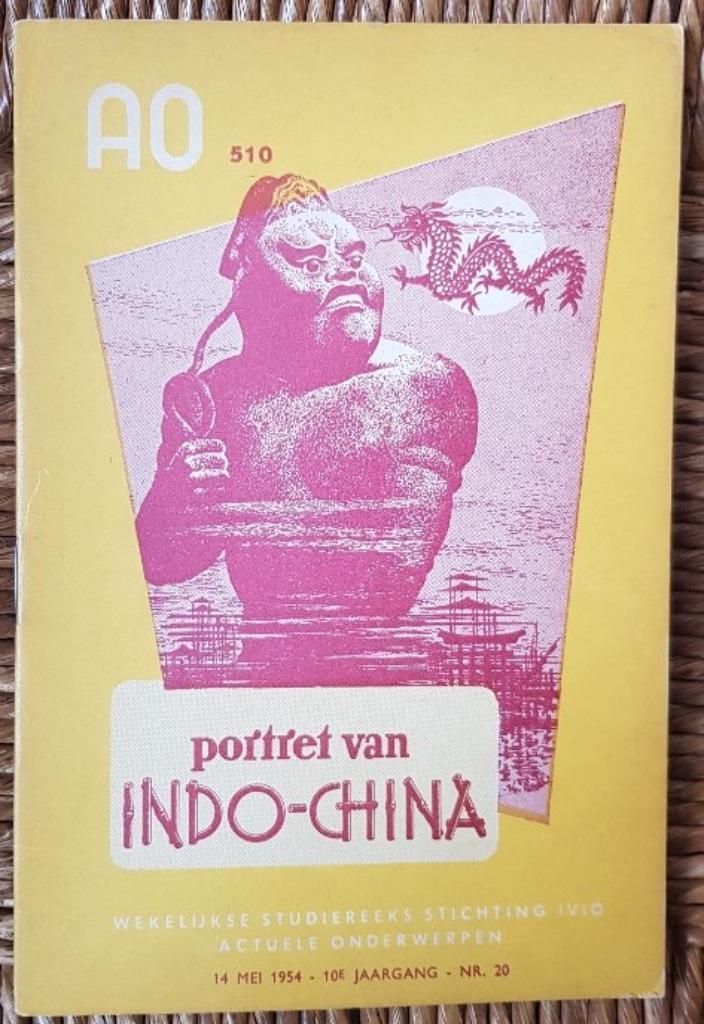 AO
510
portret van
INDO-CHINA
WEKELIJKSE STUDIEREEKS STICHTING IVIO
ACTUELE ONDERWERPEN
14 MEI 1954 - 10E JAARGANG - NR. 20